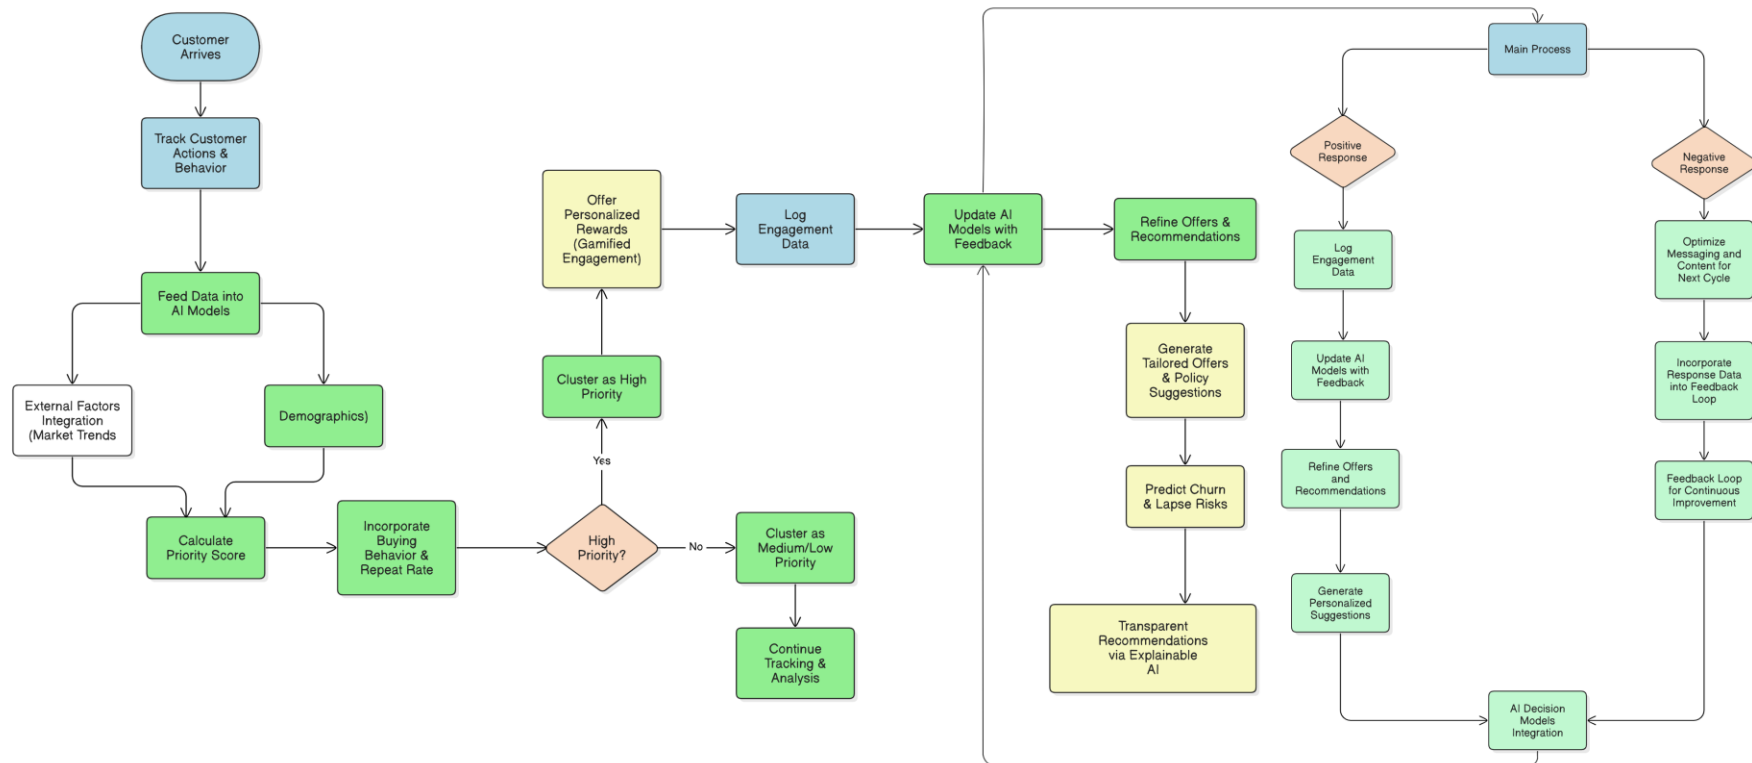 Customer
Arrives
Track Customer
Actions &
Behavior
Feed Data into
AI Models
External Factors
Integration
(Market Trends
Demographics)
Calculate
Priority Score
Incorporate
Buying
Behavior &
Repeat Rate
High
Priority?
Yes
No
Cluster as High
Priority
Offer
Personalized
Rewards
(Gamified
Engagement)
Cluster as
Medium/Low
Priority
Continue
Tracking &
Analysis
Log
Engagement
Data
Update AI
Models with
Feedback
Refine Offers &
Recommendations
Generate
Tailored Offers
& Policy
Suggestions
Predict Churn
& Lapse Risks
Transparent
Recommendations
via Explainable
AI
Main Process
Positive
Response
Log
Engagement
Data
Update AI
Models with
Feedback
Refine Offers
and
Recommendations
Generate
Personalized
Suggestions
Negative
Response
Optimize
Messaging and
Content for
Next Cycle
Incorporate
Response Data
into Feedback
Loop
Feedback Loop
for Continuous
Improvement
AI Decision
Models
Integration